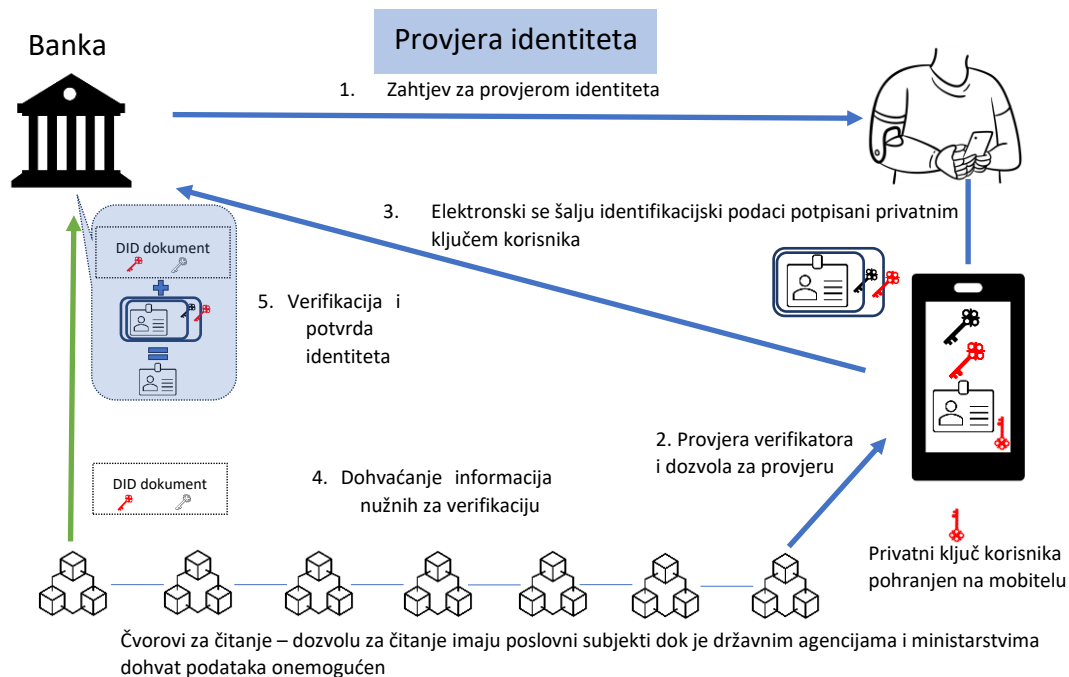 Provjera identiteta
Banka
1. Zahtjev za provjerom identiteta
3. Elektronski se šalju identifikacijski podaci potpisani privatnim
ključem korisnika
DID dokument
5. Verifikacija i
potvrda
identiteta
2. Provjera verifikatora
i dozvola za provjeru
4. Dohvaćanje informacija
nužnih za verifikaciju
DID dokument
Privatni ključ korisnika
pohranjen na mobitelu
Čvorovi za čitanje – dozvolu za čitanje imaju poslovni subjekti dok je državnim agencijama i ministarstvima
dohvat podataka onemogućen